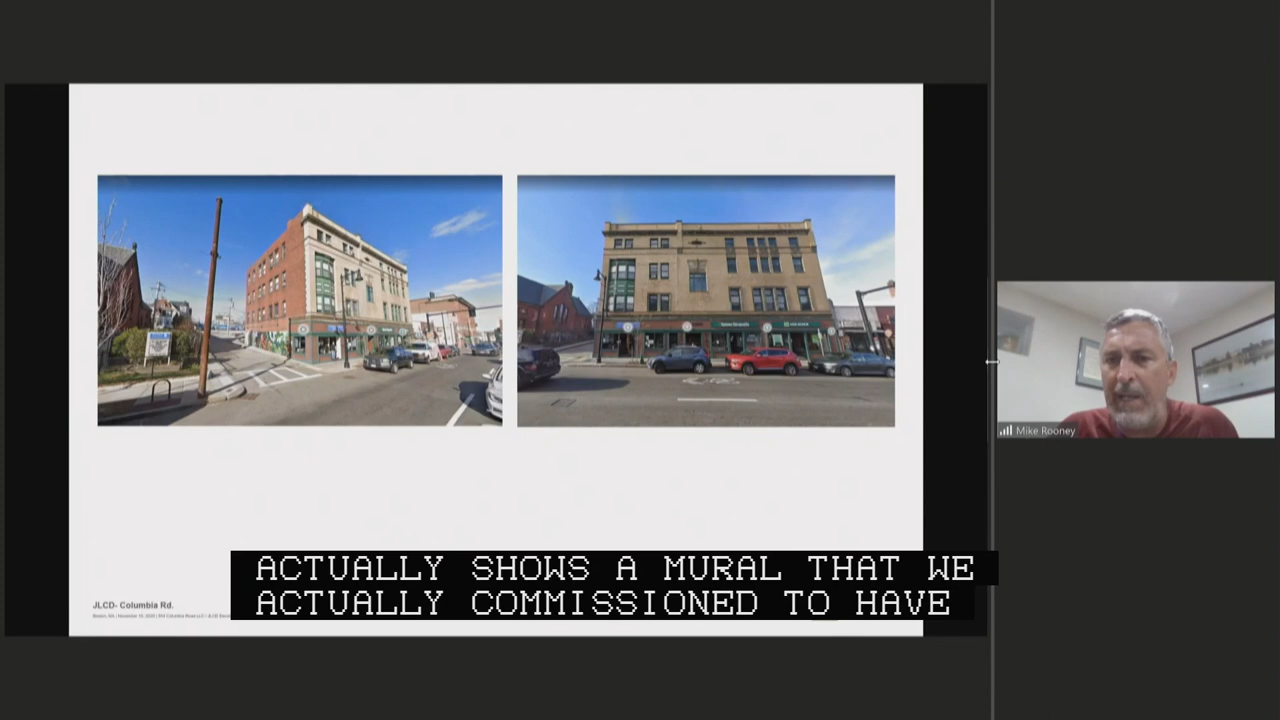 Mike Rooney
JLCD- Columbia Rd.
ACTUALLY SHOWS A MURAL THAT WE
ACTUALLY COMMISSIONED TO HAVE